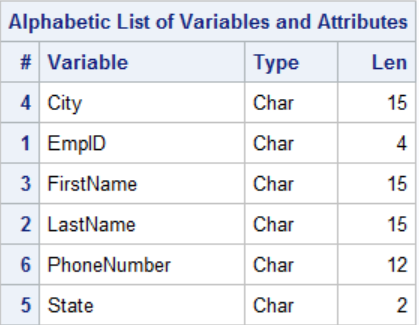 Alphabetic List of Variables and Attributes
# Variable Type Len
4 City Char 15
1 EmpID Char 4
3 FirstName Char 15
2 LastName Char 15
6 PhoneNumber Char 12
5 State Char 2